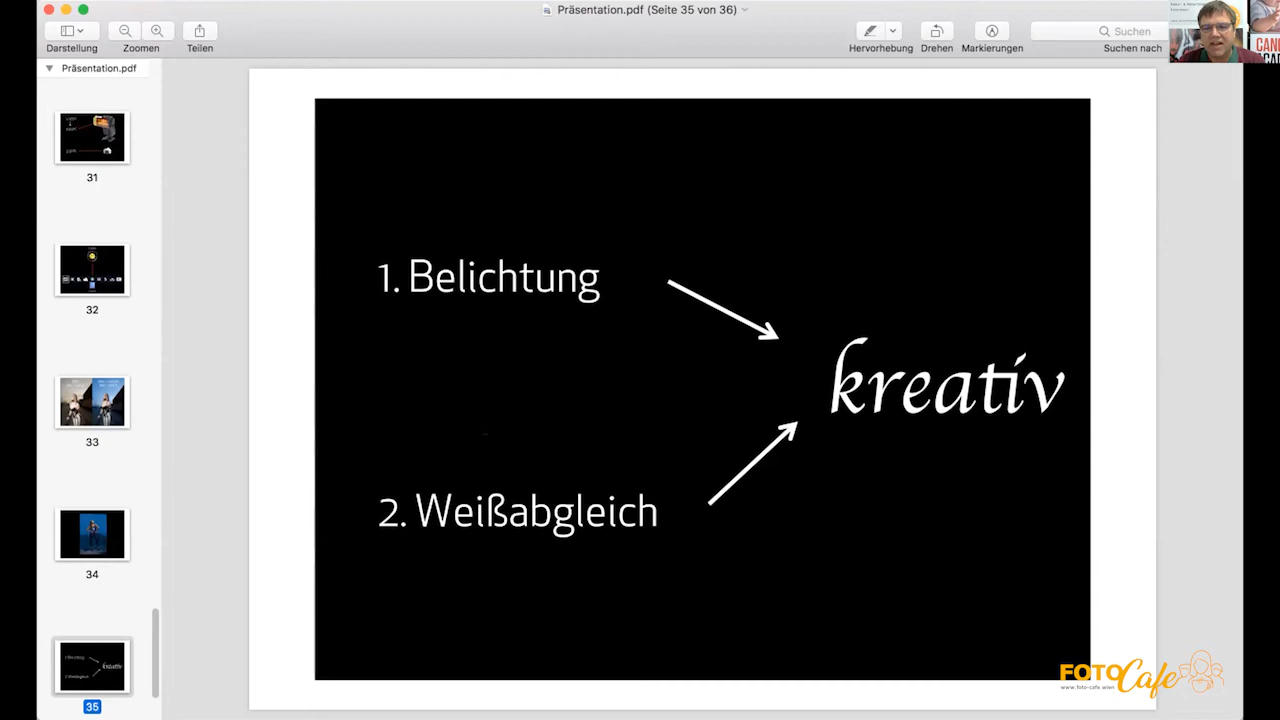 Präsentation.pdf (Seite 35 von 36)
Darstellung
Zoomen
Teilen
Hervorhebung
Drehen
Markierungen
Suchen
Suchen nach
Präsentation.pdf
31
32
33
34
35
1. Belichtung
kreativ
2. Weißabgleich
FOTO Cafe
www.foto-cafe.wien